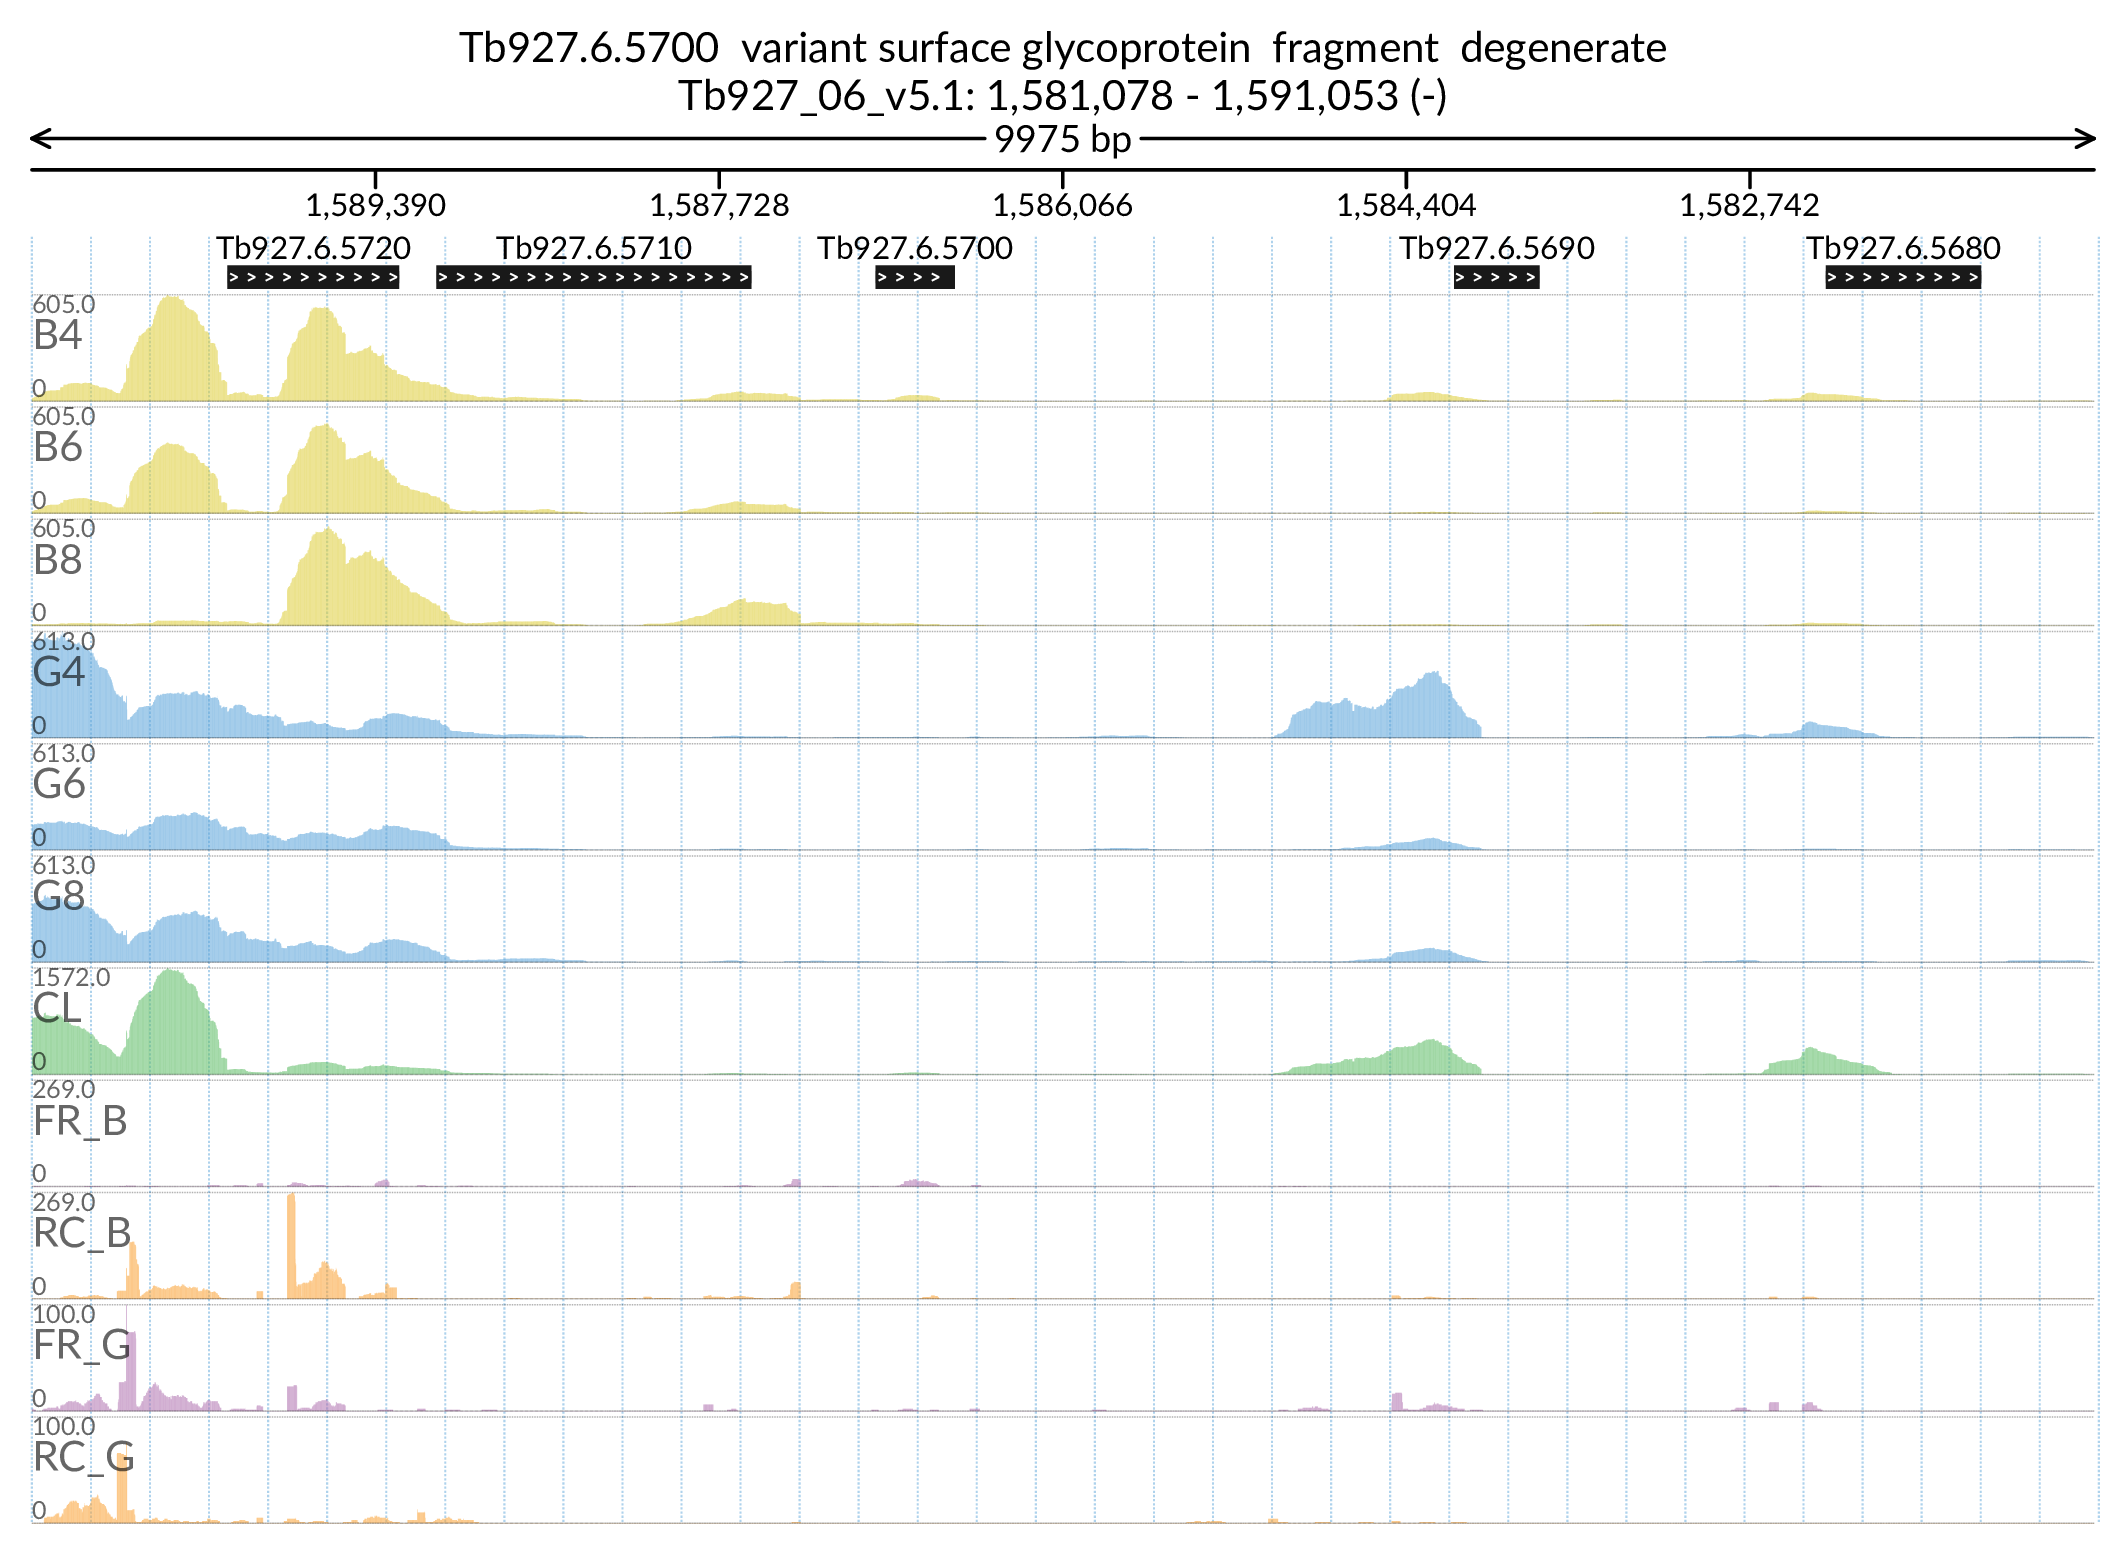 Tb927.6.5700 variant surface glycoprotein fragment degenerate
Tb927_06_v5.1: 1,581,078 - 1,591,053 (-)
9975 bp
1,589,390 1,587,728 1,586,066 1,584,404 1,582,742
Tb927.6.5720 Tb927.6.5710 Tb927.6.5700 Tb927.6.5690 Tb927.6.5680
605.0
B4
0
605.0
B6
0
605.0
B8
0
613.0
G4
0
613.0
G6
0
613.0
G8
0
1572.0
CL
0
269.0
FR_B
0
269.0
RC_B
0
100.0
FR_G
0
100.0
RC_G
0